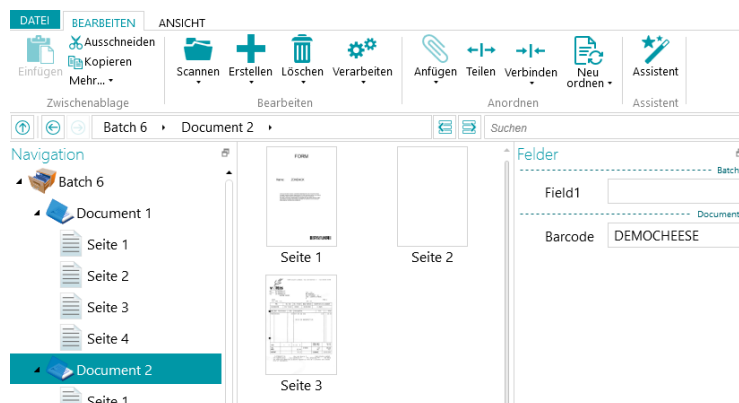 DATEI BEARBEITEN ANSICHT
Einfügen
Ausschneiden
Kopieren
Mehr...
Scannen Erstellen Löschen Verarbeiten
Anfügen Teilen Verbinden Neu ordnen
Assistent
Zwischenablage Bearbeiten Anordnen Assistent
Batch 6 Document 2 Suchen
Navigation
Batch 6
Document 1
Seite 1
Seite 2
Seite 3
Seite 4
Document 2
Seite 1
FORM
Seite 1 Seite 2
Seite 3
Felder
Batch
Field1
Document
Barcode DEMOCHEESE